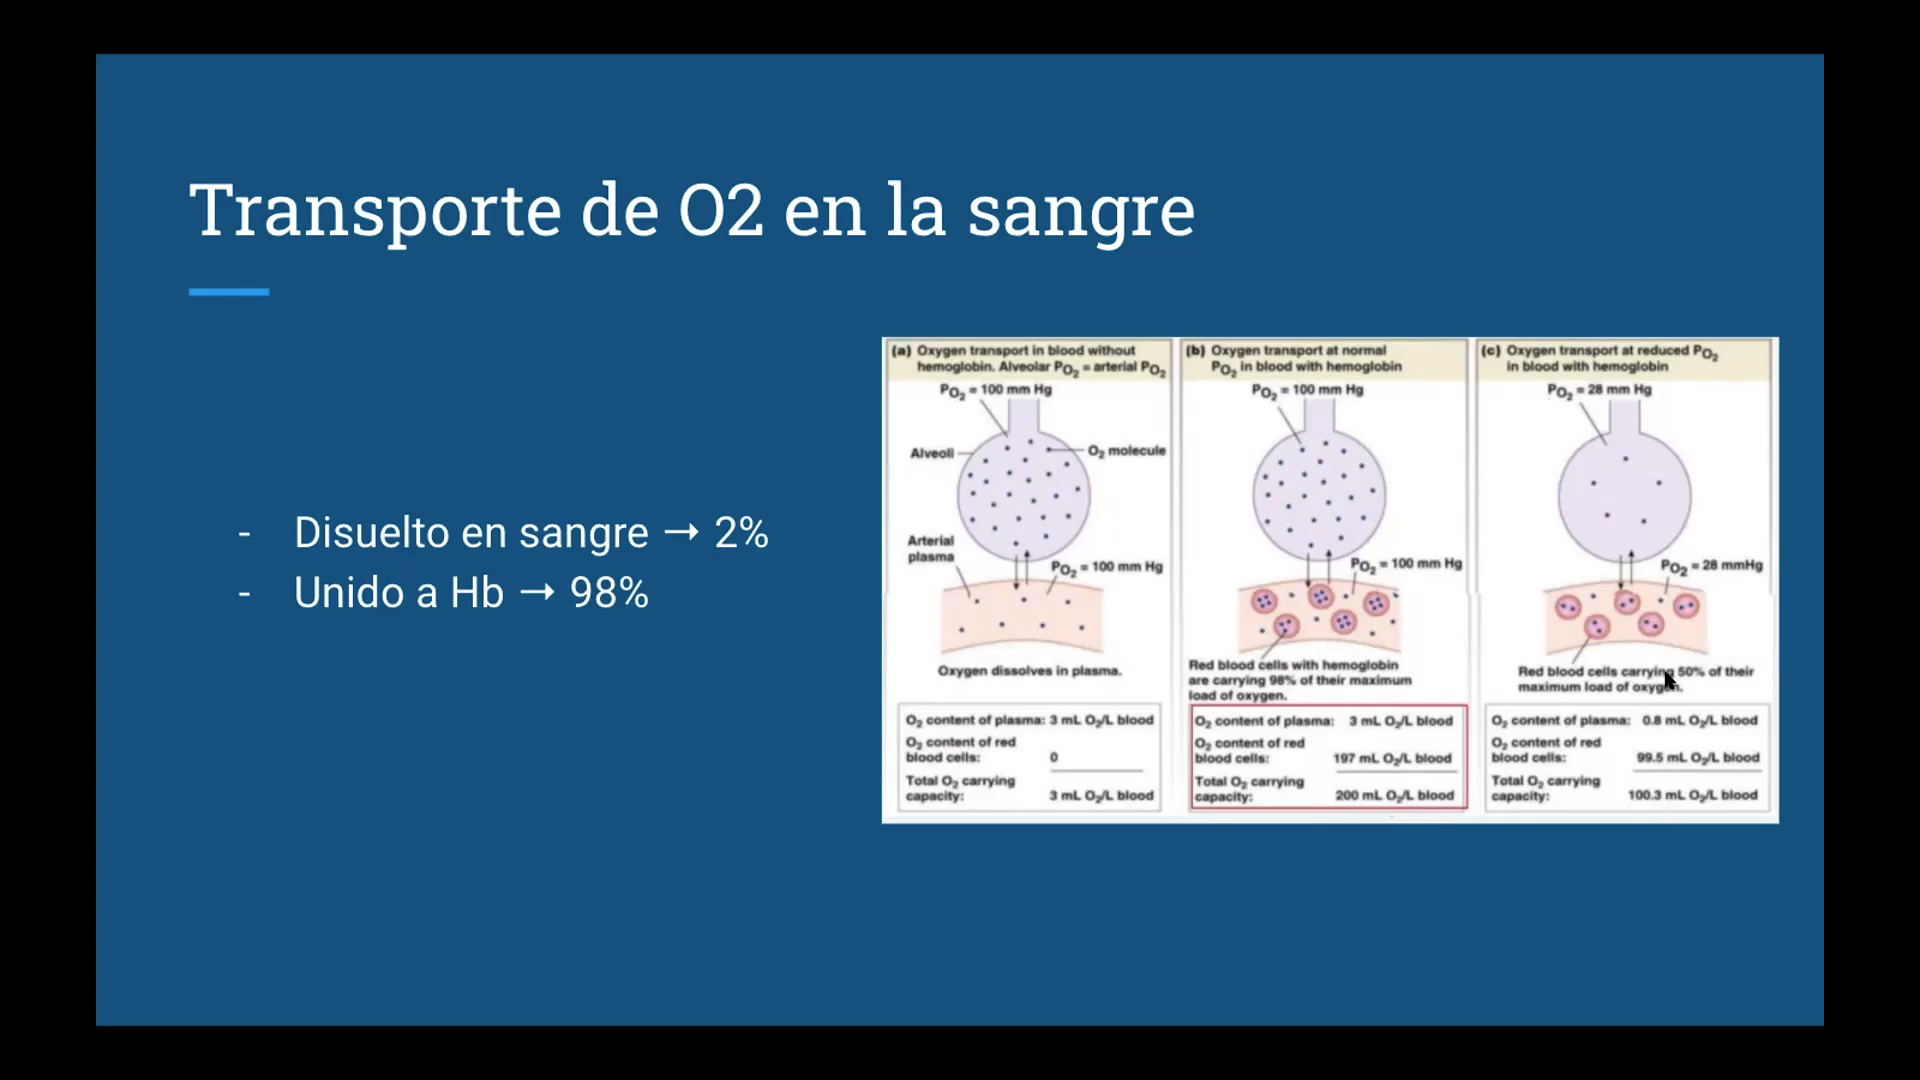 Transporte de O2 en la sangre
- Disuelto en sangre → 2%
- Unido a Hb → 98%
(a) Oxygen transport in blood without
hemoglobin. Alveolar PO2 = arterial PO2
PO2 = 100 mm Hg
Alveoli
O2 molecule
Arterial
plasma
PO2 = 100 mm Hg
Oxygen dissolves in plasma.
O2 content of plasma: 3 mL O2/L blood
O2 content of red
blood cells: 0
Total O2 carrying
capacity: 3 mL O2/L blood
(b) Oxygen transport at normal
PO2 in blood with hemoglobin
PO2 = 100 mm Hg
PO2 = 100 mm Hg
Red blood cells with hemoglobin
are carrying 98% of their maximum
load of oxygen.
O2 content of plasma: 3 mL O2/L blood
O2 content of red
blood cells: 197 mL O2/L blood
Total O2 carrying
capacity: 200 mL O2/L blood
(c) Oxygen transport at reduced PO2
in blood with hemoglobin
PO2 = 28 mm Hg
PO2 = 28 mmHg
Red blood cells carrying 50% of their
maximum load of oxygen.
O2 content of plasma: 0.8 mL O2/L blood
O2 content of red
blood cells: 99.5 mL O2/L blood
Total O2 carrying
capacity: 100.3 mL O2/L blood